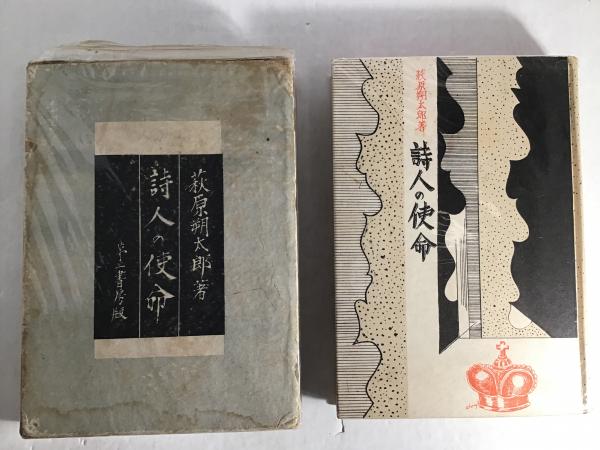 萩原朔太郎著
詩人の使命
第一書房版
萩原朔太郎著
詩人の使命